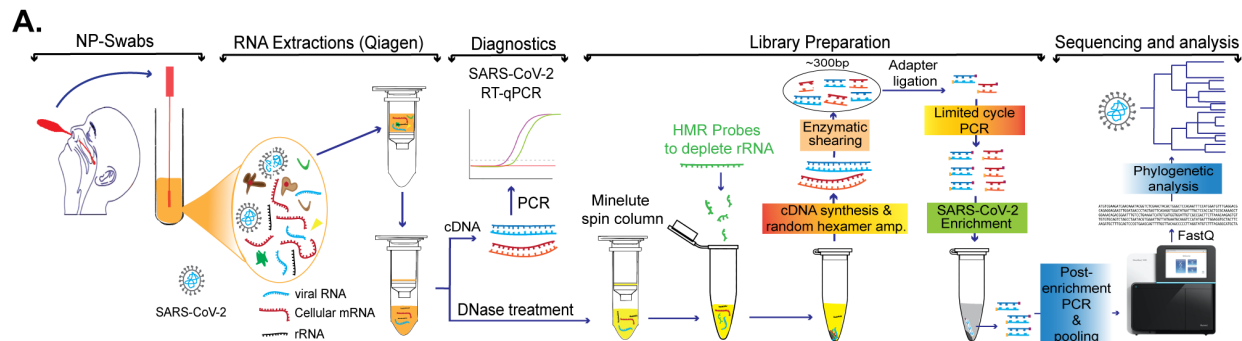 A.
NP-Swabs
RNA Extractions (Qiagen)
Diagnostics
Library Preparation
Sequencing and analysis
SARS-CoV-2
RT-qPCR
PCR
cDNA
DNase treatment
SARS-CoV-2
viral RNA
Cellular mRNA
rRNA
Minelute
spin column
HMR Probes
to deplete rRNA
~300bp
Enzymatic
shearing
cDNA synthesis &
random hexamer amp.
Adapter
ligation
Limited cycle
PCR
SARS-CoV-2
Enrichment
Post-
enrichment
PCR
&
pooling
Phylogenetic
analysis
FastQ